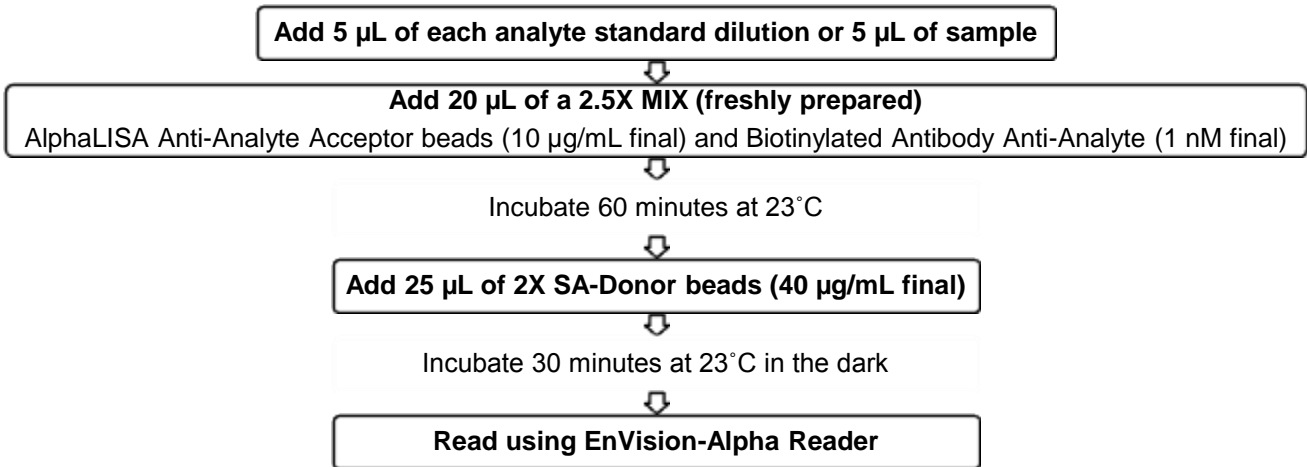 Add 5 µL of each analyte standard dilution or 5 µL of sample
Add 20 µL of a 2.5X MIX (freshly prepared)
AlphaLISA Anti-Analyte Acceptor beads (10 µg/mL final) and Biotinylated Antibody Anti-Analyte (1 nM final)
Incubate 60 minutes at 23˚C
Add 25 µL of 2X SA-Donor beads (40 µg/mL final)
Incubate 30 minutes at 23˚C in the dark
Read using EnVision-Alpha Reader